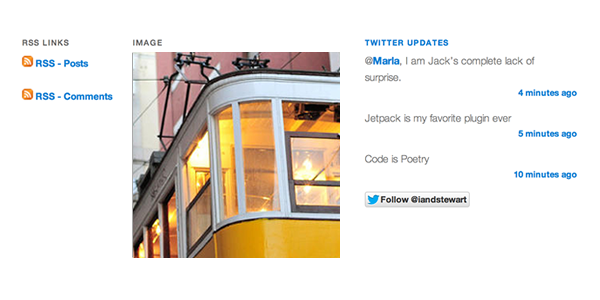 RSS LINKS
RSS - Posts
RSS - Comments
IMAGE
TWITTER UPDATES
@Marla, I am Jack's complete lack of
surprise.
4 minutes ago
Jetpack is my favorite plugin ever
5 minutes ago
Code is Poetry
10 minutes ago
Follow @iandstewart